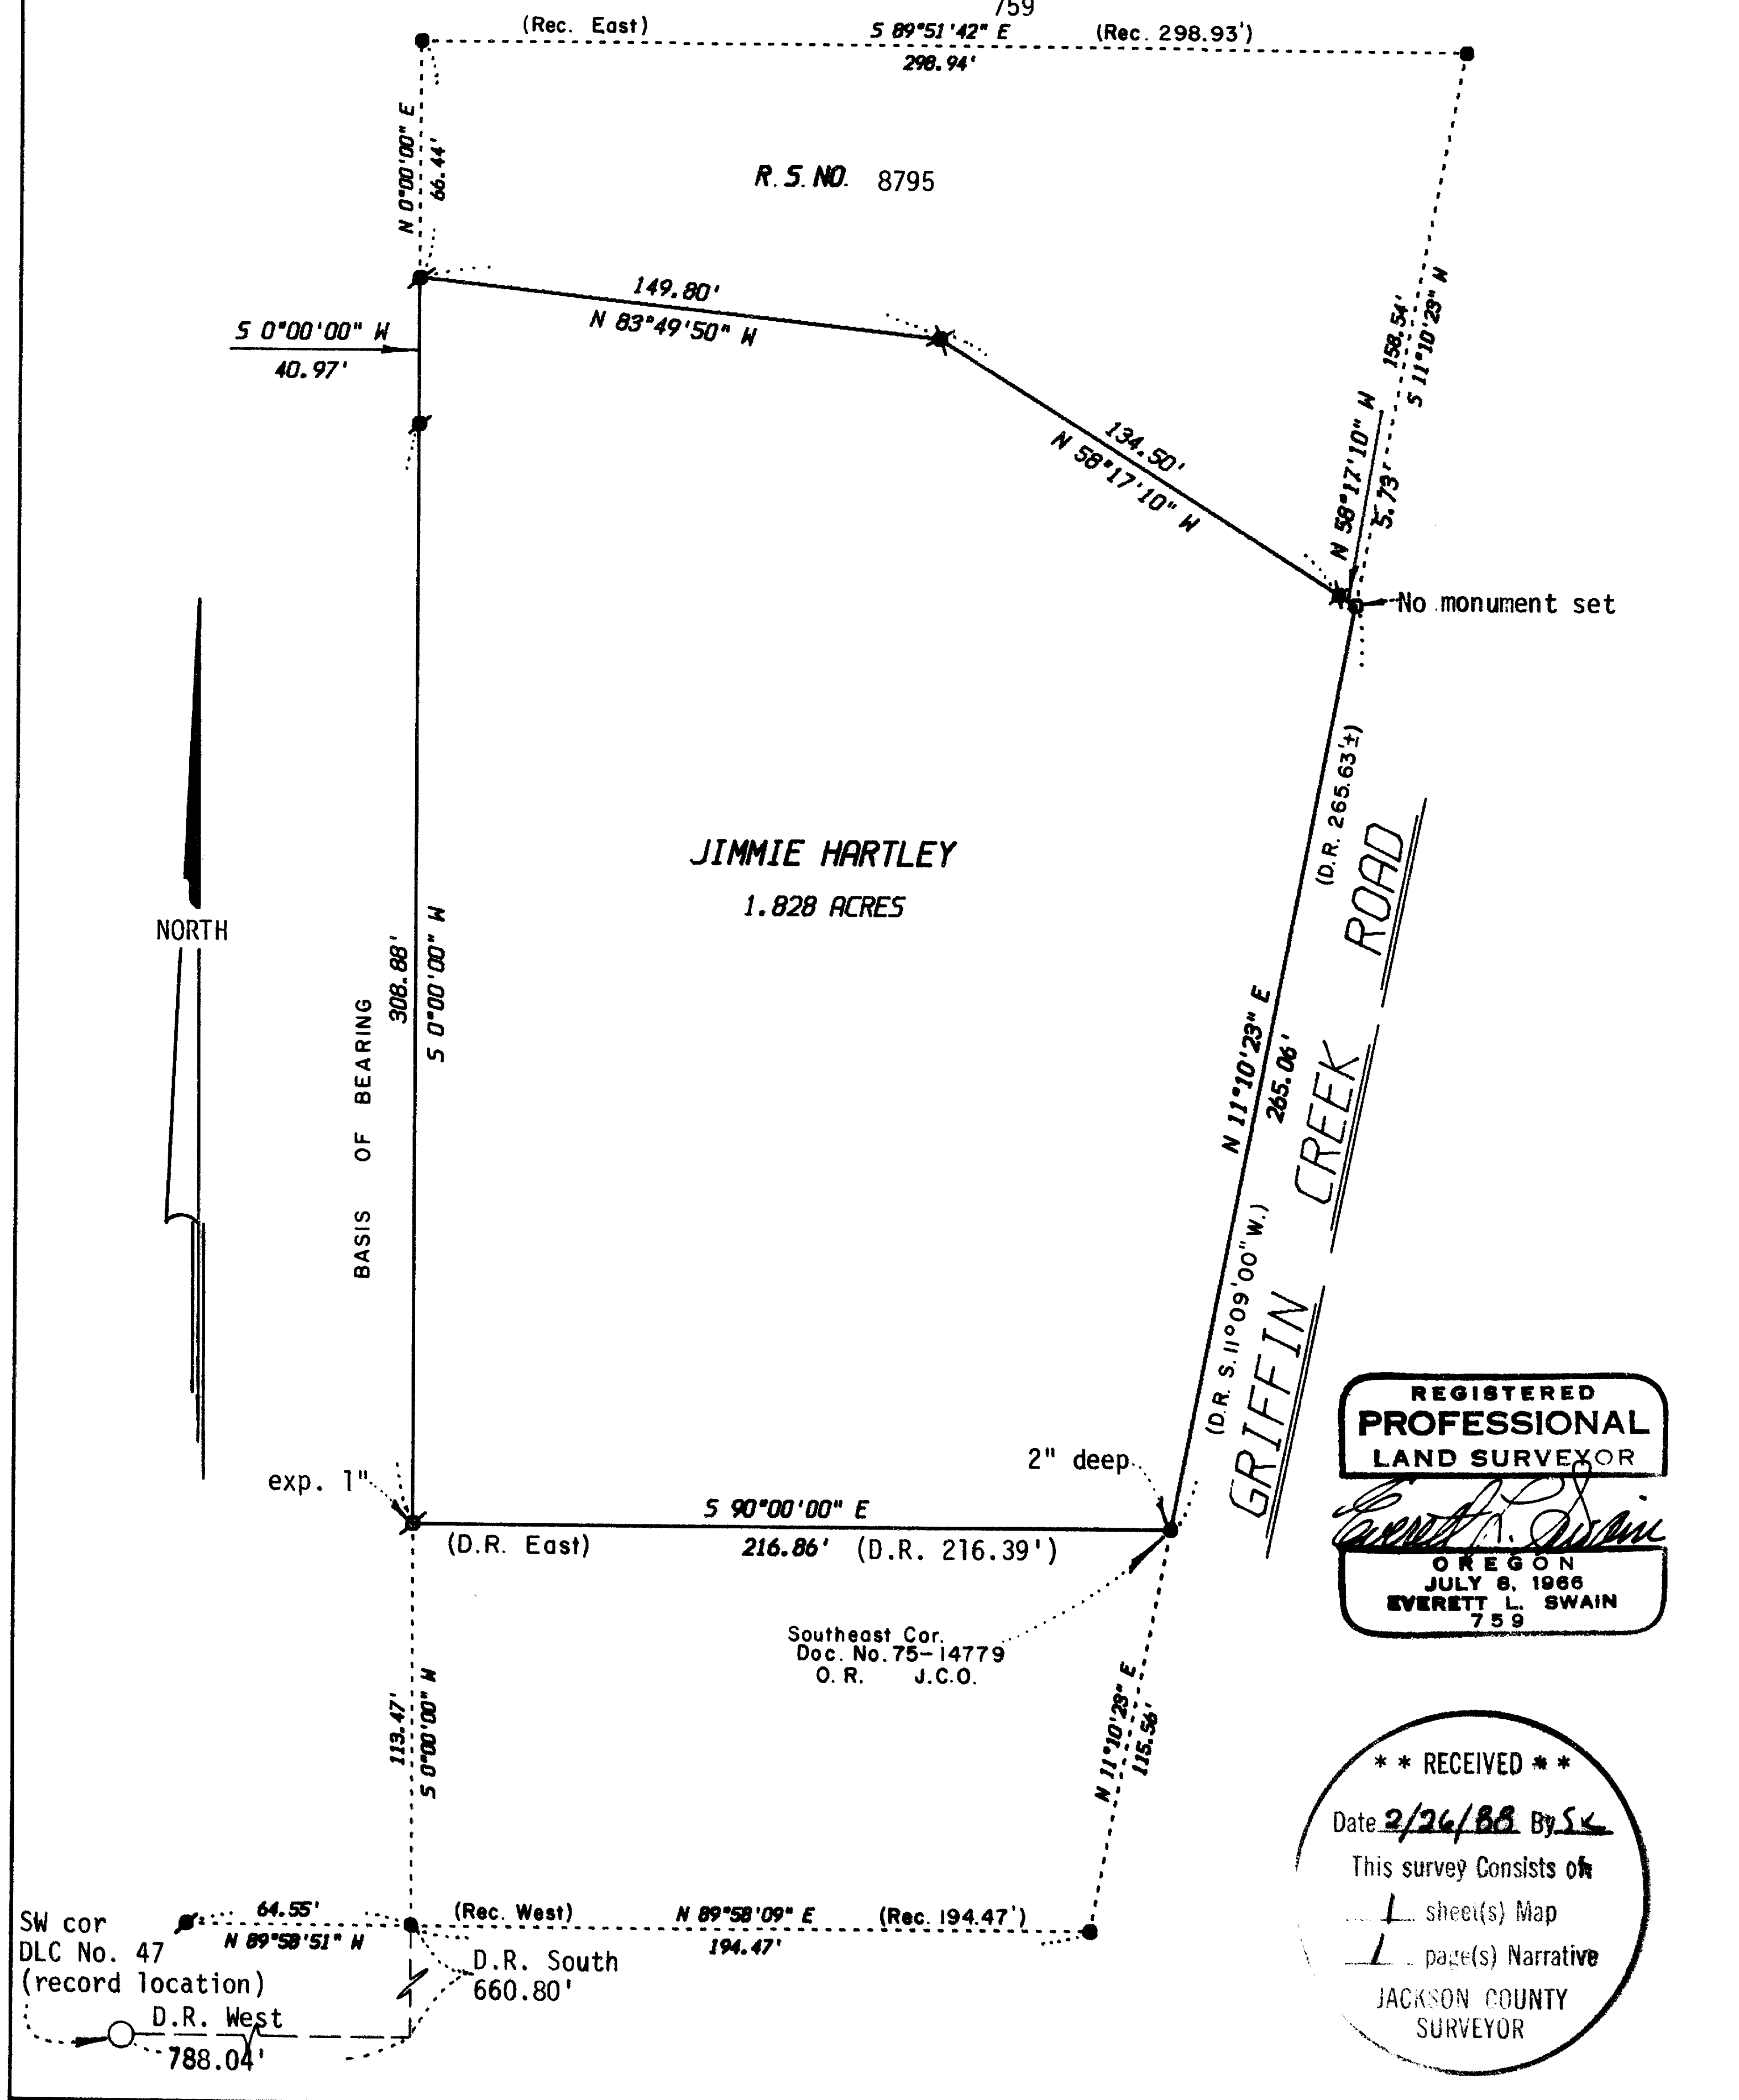 759
(Rec. East) S 89°51'42" E (Rec. 298.93')
298.94'
N 0°00'00" E
66.44'
R.S. NO. 8795
149.80'
N 83°49'50" W
S 0°00'00" W
40.97'
134.50'
N 58°17'10" W
158.54'
S 11°10'23" W
N 58°17'10" W
5.73'
No monument set
NORTH
JIMMIE HARTLEY
1.828 ACRES
(D.R. 265.63'±)
308.88'
S 0°00'00" W
BASIS OF BEARING
N 11°10'23" E
265.06'
(D.R. S. 11°09'00" W.)
GRIFFIN CREEK ROAD
exp. 1"
2" deep
S 90°00'00" E
(D.R. East) 216.86' (D.R. 216.39')
Southeast Cor.
Doc. No. 75-14779
O. R. J.C.O.
REGISTERED
PROFESSIONAL
LAND SURVEYOR
Everett L. Swain
OREGON
JULY 8, 1966
EVERETT L. SWAIN
759
113.47'
S 0°00'00" W
N 11°10'23" E
115.56'
* * RECEIVED * *
Date 2/26/88 By SK
This survey Consists of:
1 sheet(s) Map
1 page(s) Narrative
JACKSON COUNTY
SURVEYOR
64.55'
N 89°58'51" W
(Rec. West) N 89°58'09" E (Rec. 194.47')
194.47'
SW cor
DLC No. 47
(record location)
D.R. South
660.80'
D.R. West
788.04'